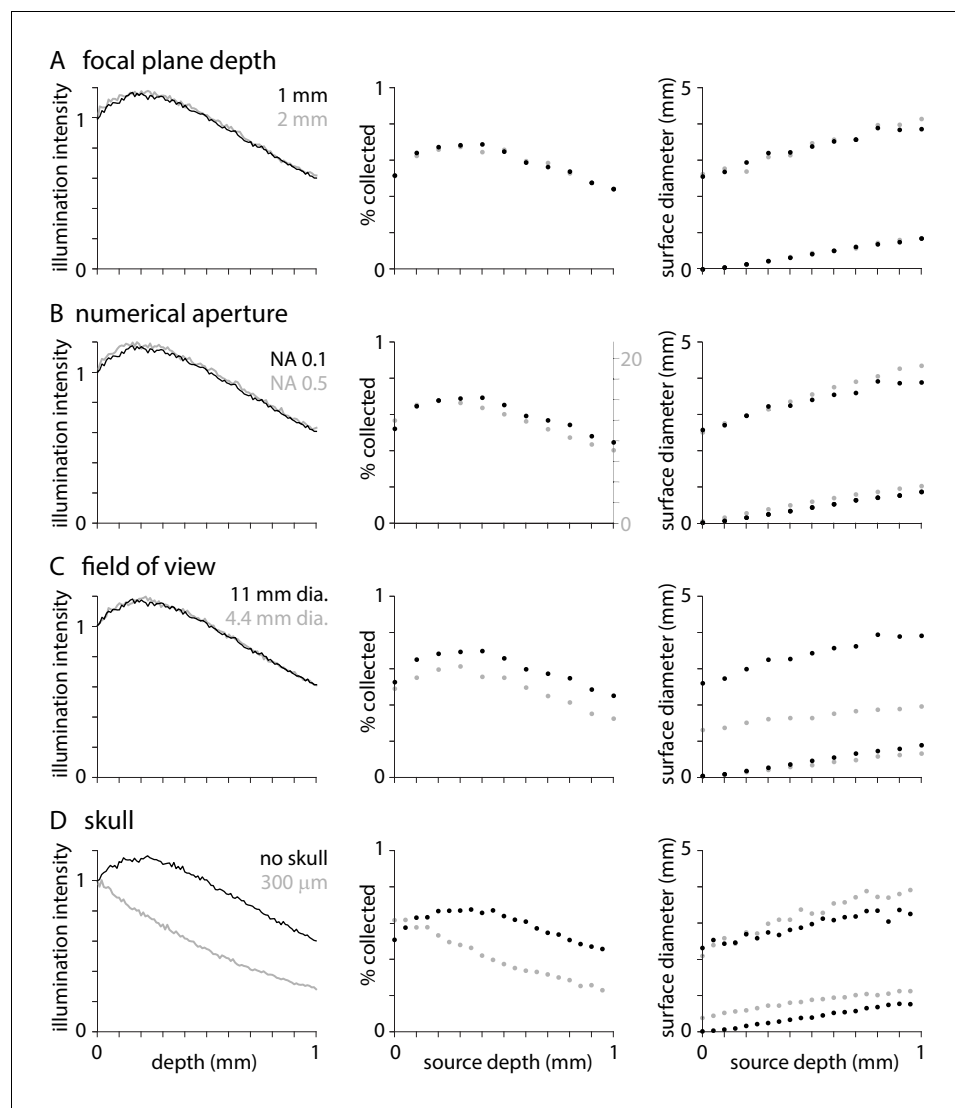 A focal plane depth
illumination intensity
1
0
1 mm
2 mm
% collected
1
0
surface diameter (mm)
5
0
B numerical aperture
illumination intensity
1
0
NA 0.1
NA 0.5
% collected
1
0
20
0
surface diameter (mm)
5
0
C field of view
illumination intensity
1
0
11 mm dia.
4.4 mm dia.
% collected
1
0
surface diameter (mm)
5
0
D skull
illumination intensity
1
0
no skull
300 μm
0
depth (mm)
1
% collected
1
0
0
source depth (mm)
1
surface diameter (mm)
5
0
0
source depth (mm)
1